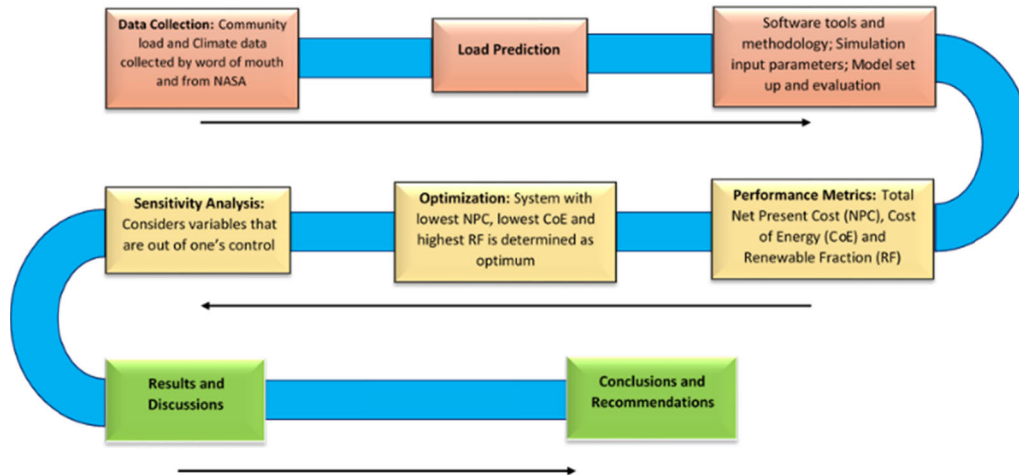 Data Collection: Community
load and Climate data
collected by word of mouth
and from NASA
Load Prediction
Software tools and
methodology; Simulation
input parameters; Model set
up and evaluation
Sensitivity Analysis:
Considers variables that
are out of one's control
Optimization: System with
lowest NPC, lowest CoE and
highest RF is determined as
optimum
Performance Metrics: Total
Net Present Cost (NPC), Cost
of Energy (CoE) and
Renewable Fraction (RF)
Results and
Discussions
Conclusions and
Recommendations